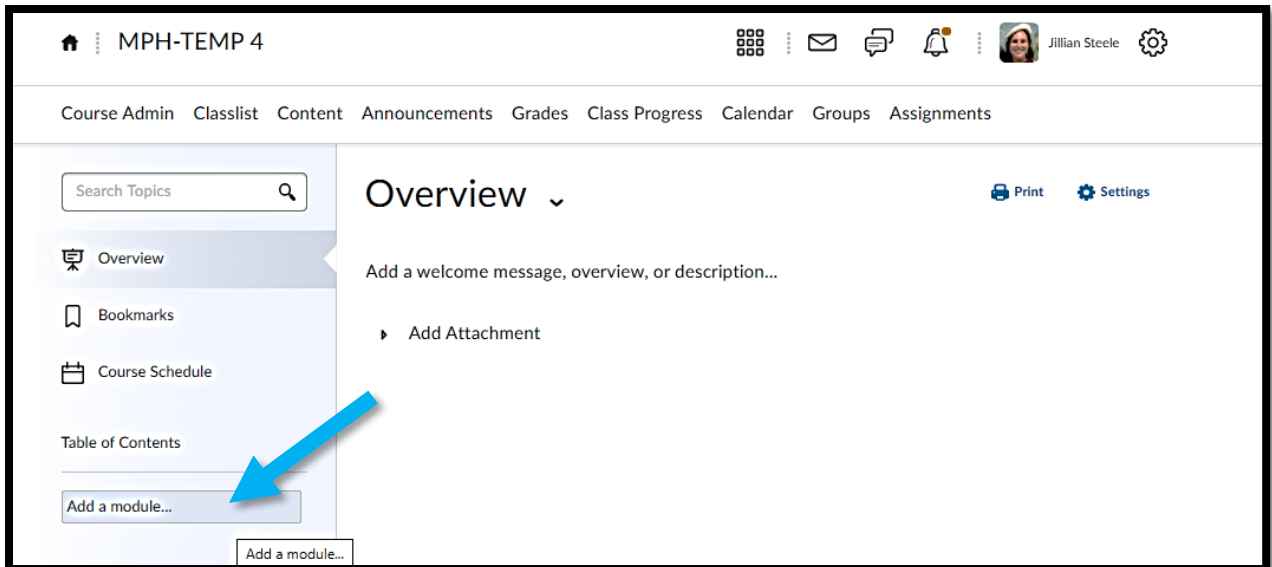 MPH-TEMP 4
Jillian Steele
Course Admin Classlist Content Announcements Grades Class Progress Calendar Groups Assignments
Search Topics
Overview
Print Settings
Overview
Add a welcome message, overview, or description...
Bookmarks
Add Attachment
Course Schedule
Table of Contents
Add a module...
Add a module...